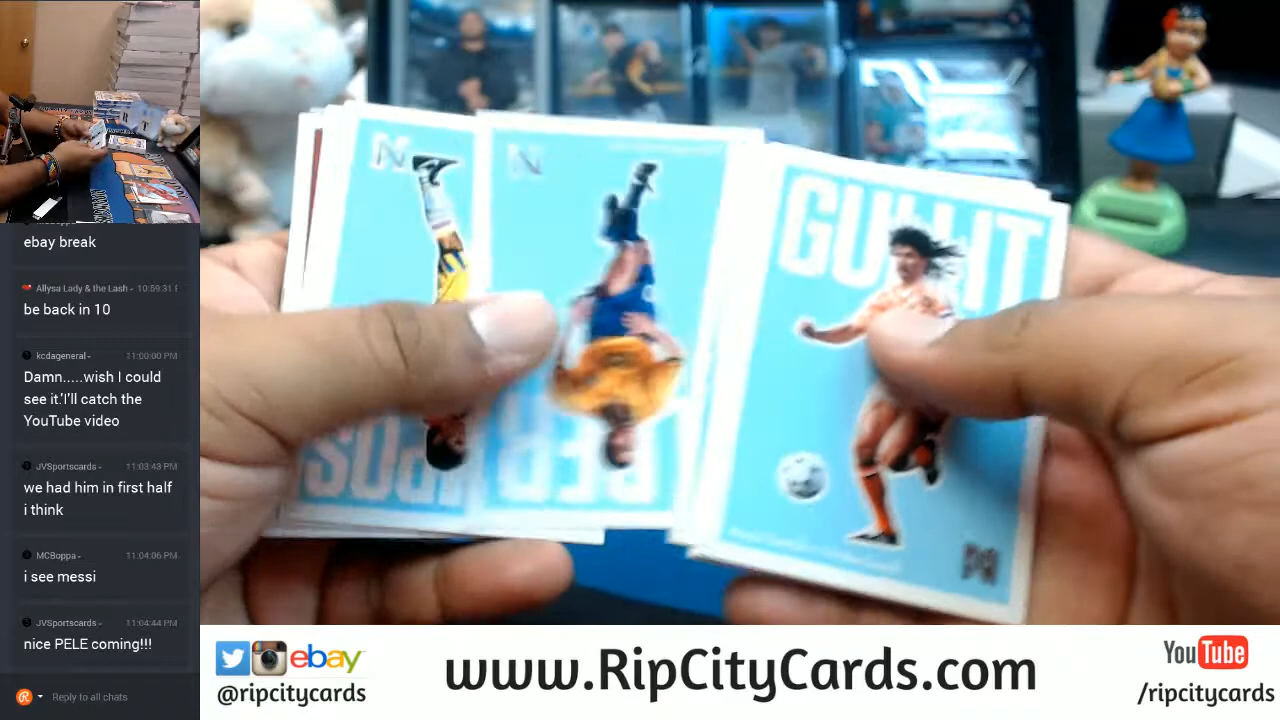 ebay break
Allysa Lady & the Lash - 10:59.31
be back in 10
kcdageneral- 11:00:00 PM
Damn.....wish I could
see it.'I'll catch the
YouTube video
JVSportscards - 11:03:43 PM
we had him in first half
i think
MCBoppa- 11:04:06 PM
i see messi
JVSportscards - 11:04:44 PM
nice PELE coming!!!
Reply to all chats
GULLIT
N
N
ebay
@ripcitycards
www.RipCityCards.com
YouTube
/ripcitycards